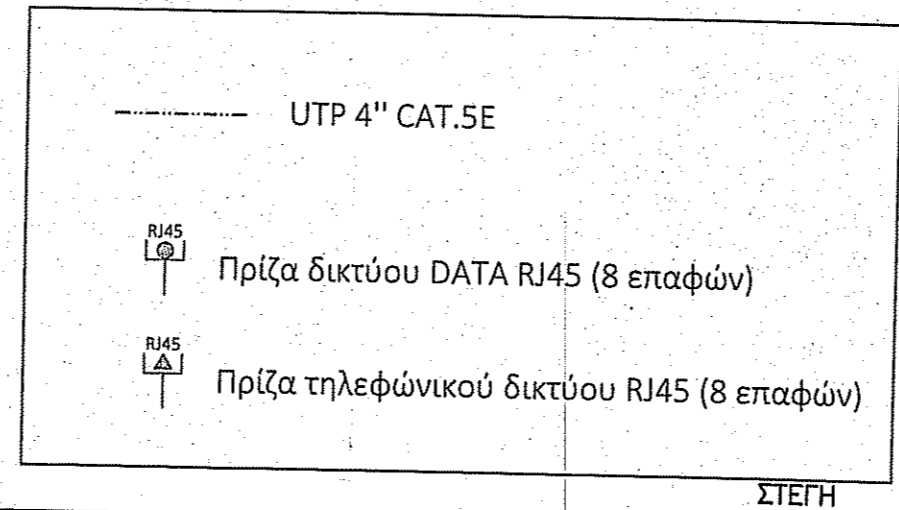 UTP 4'' CAT.5E
RJ45
Πρίζα δικτύου DATA RJ45 (8 επαφών)
RJ45
Πρίζα τηλεφώνικού δικτύου RJ45 (8 επαφών)
ΣΤΕΓΗ